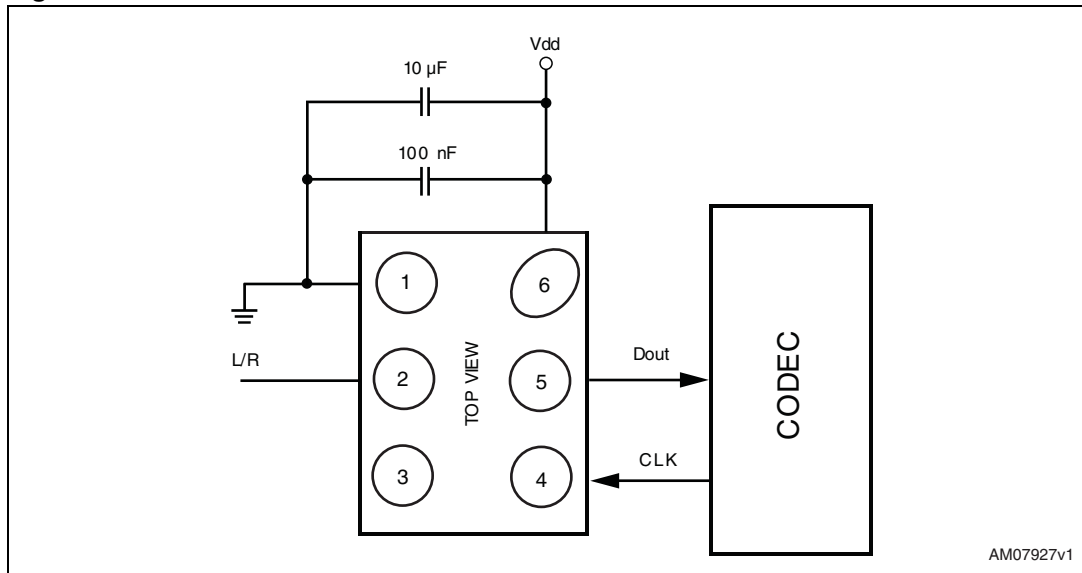 Vdd
10 µF
100 nF
1
6
L/R
2
TOP VIEW
5
Dout
CODEC
3
4
CLK
AM07927v1